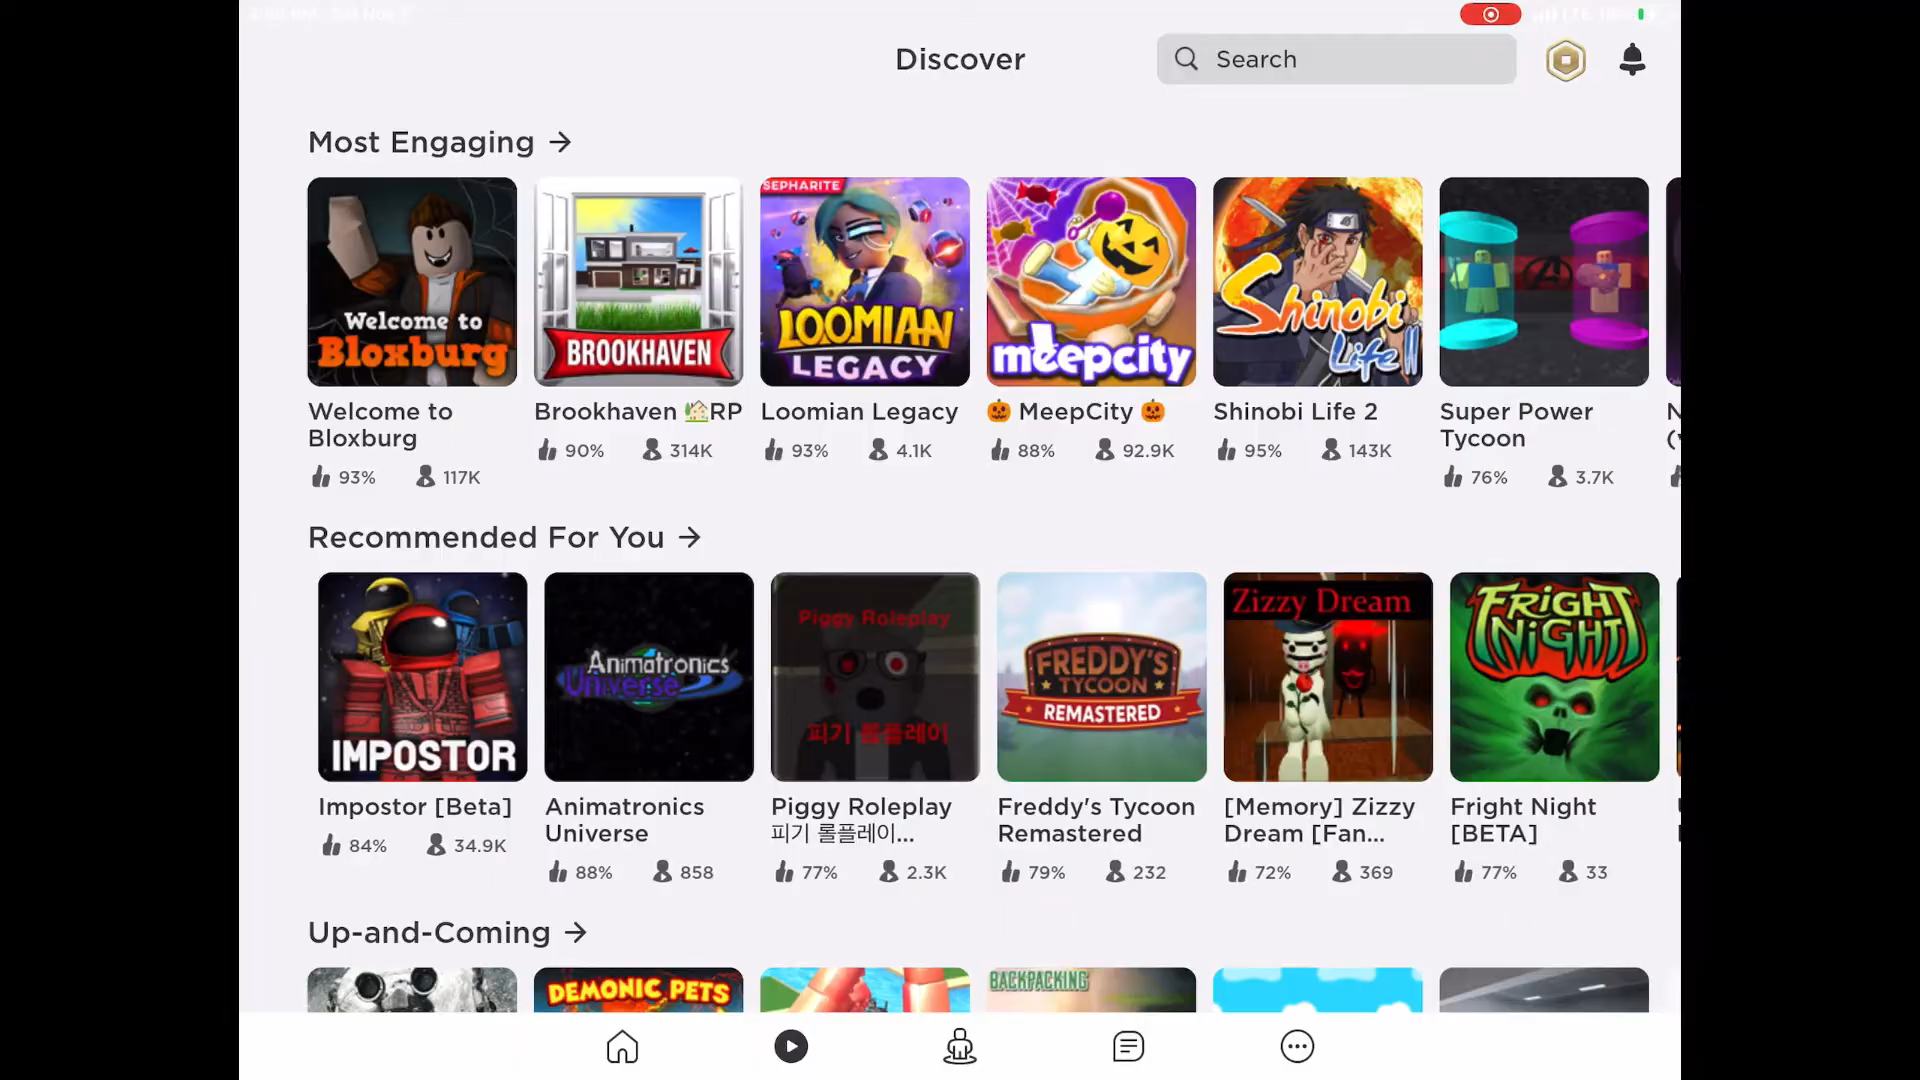 Discover
Search
Most Engaging →
Welcome to
Bloxburg
BROOKHAVEN
SEPHARITE
LOOMIAN
LEGACY
meepcity
Shinobi
Life II
Welcome to
Bloxburg
93% 117K
Brookhaven 🏡RP
90% 314K
Loomian Legacy
93% 4.1K
🎃 MeepCity 🎃
88% 92.9K
Shinobi Life 2
95% 143K
Super Power
Tycoon
76% 3.7K
Recommended For You →
IMPOSTOR
Animatronics
Universe
Piggy Roleplay
피기 롤플레이
FREDDY'S
TYCOON
REMASTERED
Zizzy Dream
FRIGHT
NIGHT
Impostor [Beta]
84% 34.9K
Animatronics
Universe
88% 858
Piggy Roleplay
피기 롤플레이...
77% 2.3K
Freddy's Tycoon
Remastered
79% 232
[Memory] Zizzy
Dream [Fan...
72% 369
Fright Night
[BETA]
77% 33
Up-and-Coming →
DEMONIC PETS
BACKPACKING